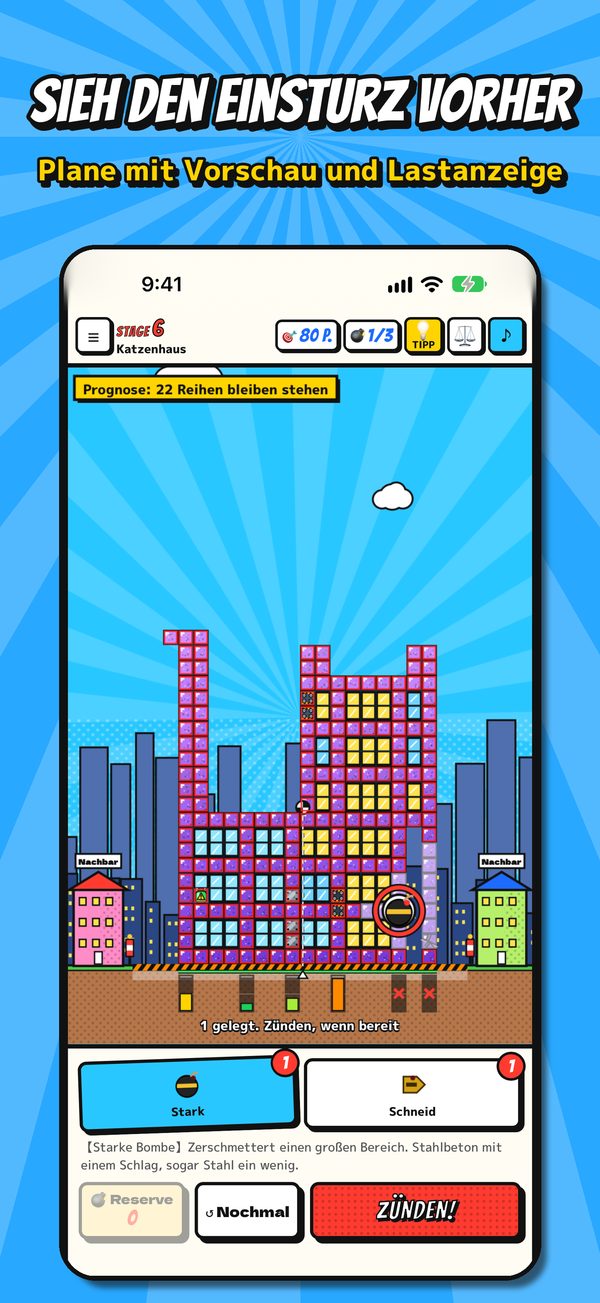 SIEH DEN EINSTURZ VORHER
Plane mit Vorschau und Lastanzeige
9:41
STAGE 6
Katzenhaus
80 P.
1/3
TIPP
Prognose: 22 Reihen bleiben stehen
Nachbar
Nachbar
1 gelegt. Zünden, wenn bereit
1
1
Stark
Schneid
【Starke Bombe】Zerschmettert einen großen Bereich. Stahlbeton mit
einem Schlag, sogar Stahl ein wenig.
Reserve
0
↺ Nochmal
ZÜNDEN!